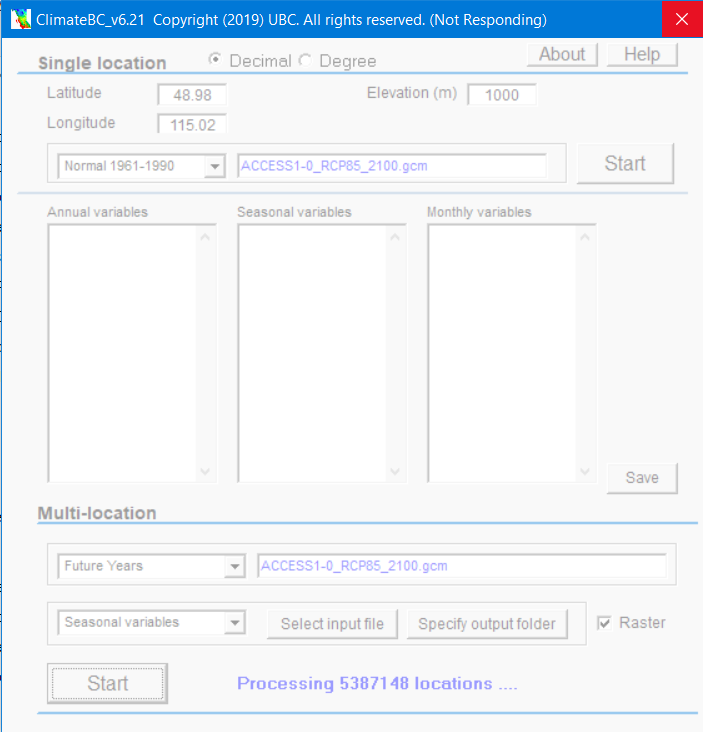 ClimateBC_v6.21 Copyright (2019) UBC. All rights reserved. (Not Responding)
Single location Decimal Degree About Help
Latitude 48.98 Elevation (m) 1000
Longitude 115.02
Normal 1961-1990 ACCESS1-0_RCP85_2100.gcm Start
Annual variables Seasonal variables Monthly variables
Save
Multi-location
Future Years ACCESS1-0_RCP85_2100.gcm
Seasonal variables Select input file Specify output folder Raster
Start Processing 5387148 locations ....